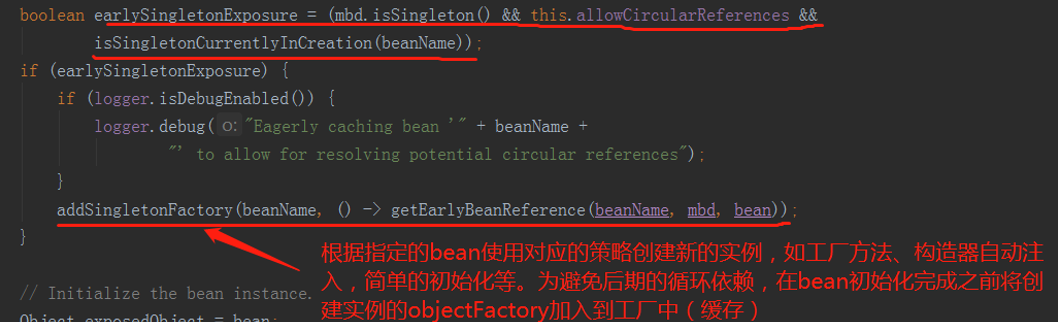 boolean earlySingletonExposure = (mbd.isSingleton() && this.allowCircularReferences &&
isSingletonCurrentlyInCreation(beanName));
if (earlySingletonExposure) {
if (logger.isDebugEnabled()) {
logger.debug( o: "Eagerly caching bean '" + beanName +
"' to allow for resolving potential circular references");
}
addSingletonFactory(beanName, () -> getEarlyBeanReference(beanName, mbd, bean));
}
根据指定的bean使用对应的策略创建新的实例，如工厂方法、构造器自动注
入，简单的初始化等。为避免后期的循环依赖，在bean初始化完成之前将创
建实例的objectFactory加入到工厂中（缓存）
// Initialize the bean instance.
Object exposedObject = bean;